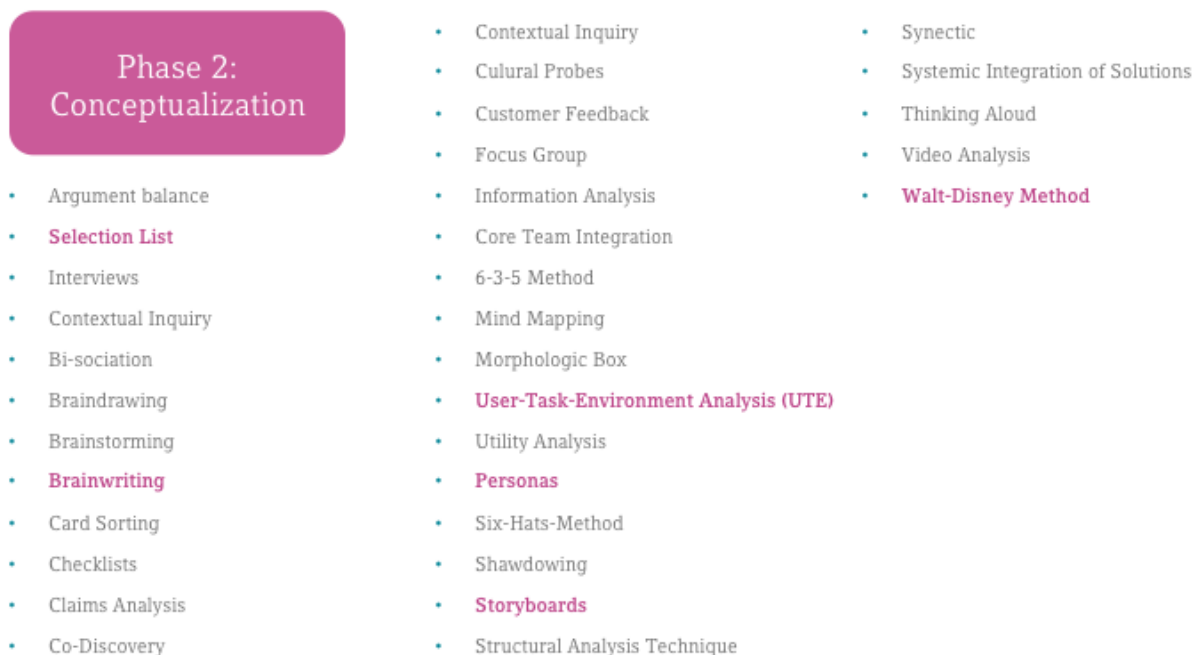 Phase 2:
Conceptualization
Argument balance
Selection List
Interviews
Contextual Inquiry
Bi-sociation
Braindrawing
Brainstorming
Brainwriting
Card Sorting
Checklists
Claims Analysis
Co-Discovery
Contextual Inquiry
Culural Probes
Customer Feedback
Focus Group
Information Analysis
Core Team Integration
6-3-5 Method
Mind Mapping
Morphologic Box
User-Task-Environment Analysis (UTE)
Utility Analysis
Personas
Six-Hats-Method
Shawdowing
Storyboards
Structural Analysis Technique
Synectic
Systemic Integration of Solutions
Thinking Aloud
Video Analysis
Walt-Disney Method